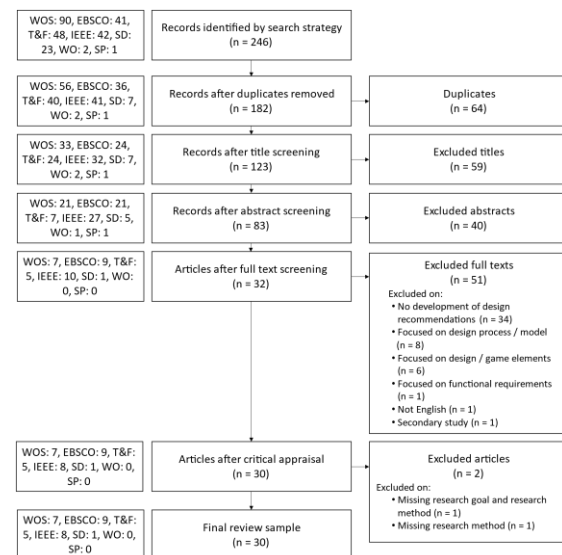 WOS: 90, EBSCO: 41,
T&F: 48, IEEE: 42, SD:
23, WO: 2, SP: 1
Records identified by search strategy
(n = 246)
WOS: 56, EBSCO: 36,
T&F: 40, IEEE: 41, SD: 7,
WO: 2, SP: 1
Records after duplicates removed
(n = 182)
Duplicates
(n = 64)
WOS: 33, EBSCO: 24,
T&F: 24, IEEE: 32, SD: 7,
WO: 2, SP: 1
Records after title screening
(n = 123)
Excluded titles
(n = 59)
WOS: 21, EBSCO: 21,
T&F: 7, IEEE: 27, SD: 5,
WO: 1, SP: 1
Records after abstract screening
(n = 83)
Excluded abstracts
(n = 40)
WOS: 7, EBSCO: 9, T&F:
5, IEEE: 10, SD: 1, WO:
0, SP: 0
Articles after full text screening
(n = 32)
Excluded full texts
(n = 51)
Excluded on:
• No development of design
recommendations (n = 34)
• Focused on design process / model
(n = 8)
• Focused on design / game elements
(n = 6)
• Focused on functional requirements
(n = 1)
• Not English (n = 1)
• Secondary study (n = 1)
WOS: 7, EBSCO: 9, T&F:
5, IEEE: 8, SD: 1, WO: 0,
SP: 0
Articles after critical appraisal
(n = 30)
Excluded articles
(n = 2)
Excluded on:
• Missing research goal and research
method (n = 1)
• Missing research method (n = 1)
WOS: 7, EBSCO: 9, T&F:
5, IEEE: 8, SD: 1, WO: 0,
SP: 0
Final review sample
(n = 30)